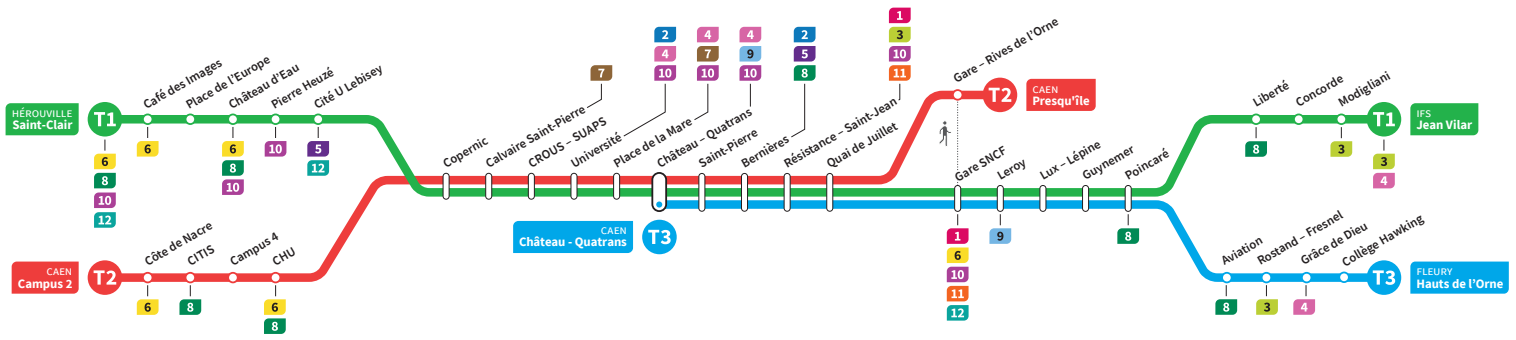 HÉROUVILLE
Saint-Clair
T1
6
8
10
12
Café des Images
6
Place de l'Europe
Château d'Eau
6
8
10
Pierre Heuzé
10
Cité U Lebisey
5
12
CAEN
Campus 2
T2
Côte de Nacre
6
CITIS
8
Campus 4
CHU
6
8
Copernic
Calvaire Saint-Pierre
7
CROUS – SUAPS
Université
2
4
10
Place de la Mare
4
7
10
Château – Quatrans
4
9
10
CAEN
Château - Quatrans
T3
Saint-Pierre
Bernières
2
5
8
Résistance – Saint-Jean
1
3
10
11
Quai de Juillet
Gare – Rives de l'Orne
T2
CAEN
Presqu'île
Gare SNCF
1
6
10
11
12
Leroy
9
Lux – Lépine
Guynemer
Poincaré
8
Liberté
8
Concorde
Modigliani
3
T1
3
4
IFS
Jean Vilar
Aviation
8
Rostand – Fresnel
3
Grâce de Dieu
4
Collège Hawking
T3
FLEURY
Hauts de l'Orne